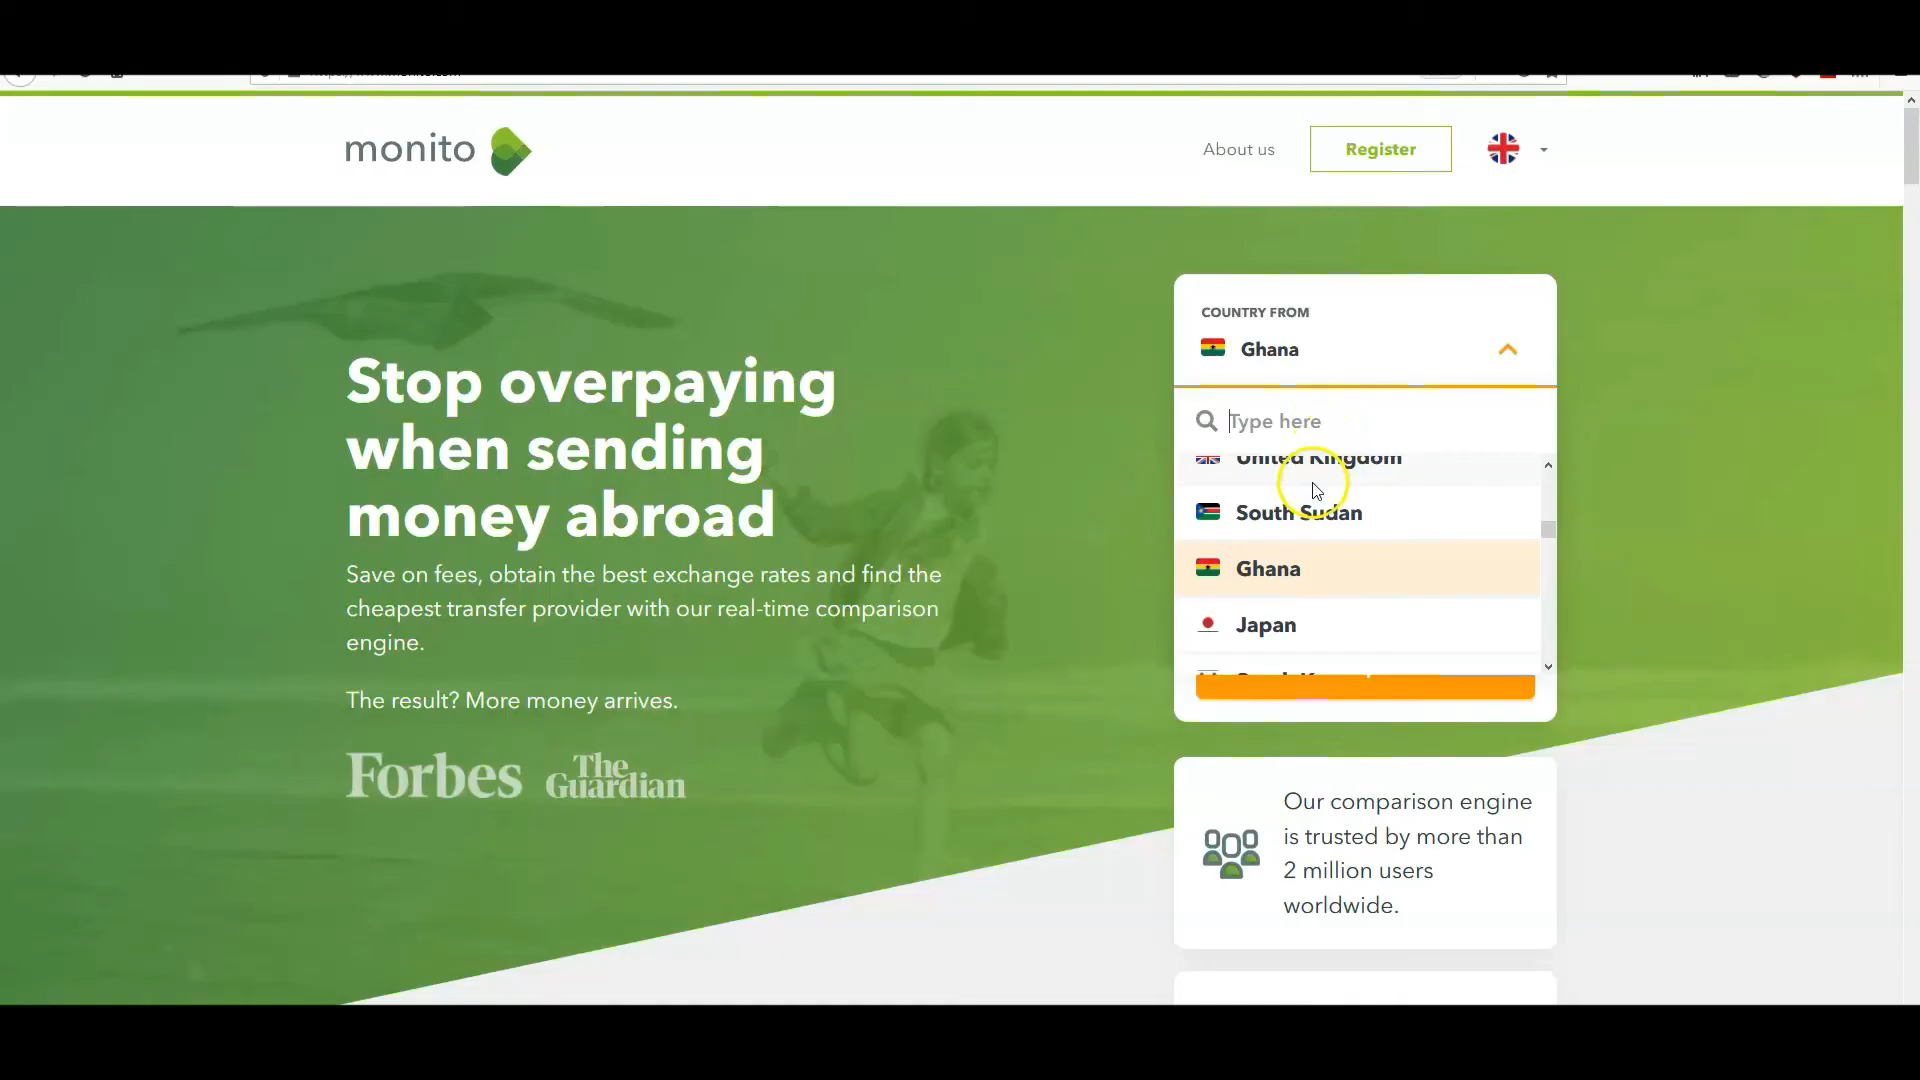 monito
About us
Register
COUNTRY FROM
Ghana
Type here
United Kingdom
South Sudan
Ghana
Japan
Stop overpaying
when sending
money abroad
Save on fees, obtain the best exchange rates and find the
cheapest transfer provider with our real-time comparison
engine.
The result? More money arrives.
Forbes
The
Guardian
Our comparison engine
is trusted by more than
2 million users
worldwide.